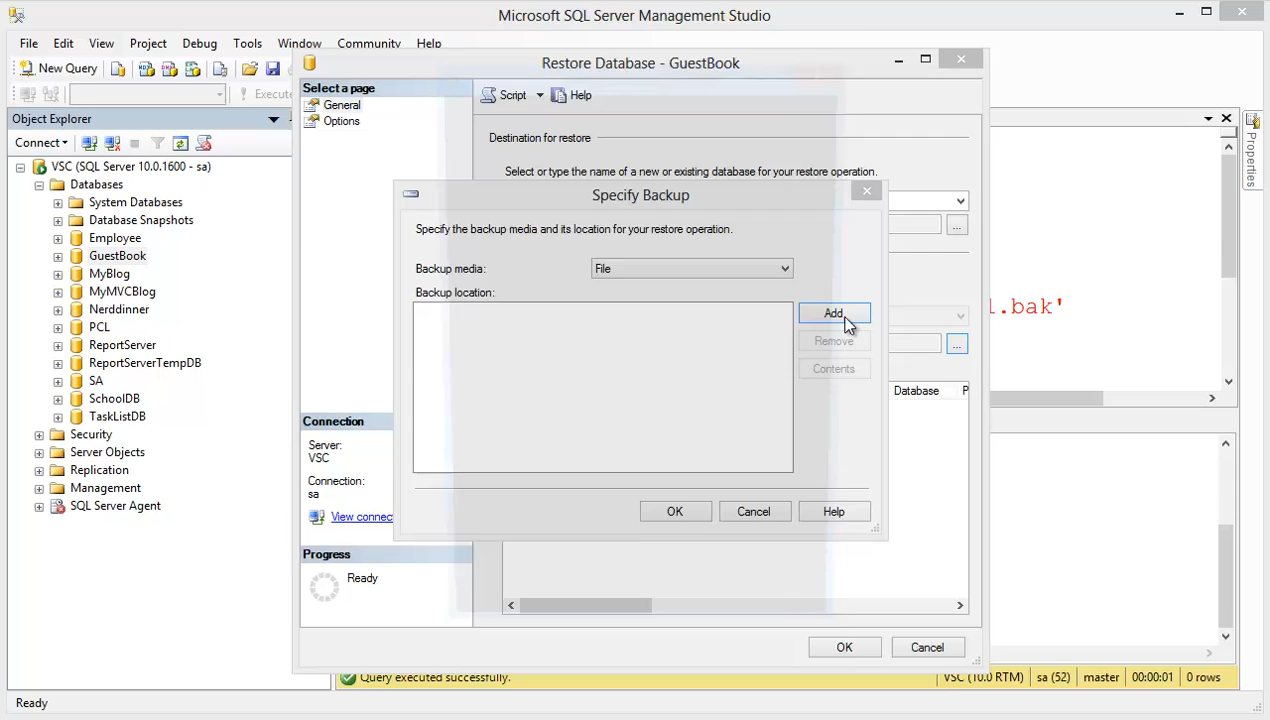 Microsoft SQL Server Management Studio
File Edit View Project Debug Tools Window Community Help
New Query
Execute
Object Explorer
Connect
VSC (SQL Server 10.0.1600 - sa)
Databases
System Databases
Database Snapshots
Employee
GuestBook
MyBlog
MyMVCBlog
Nerddinner
PCL
ReportServer
ReportServerTempDB
SA
SchoolDB
TaskListDB
Security
Server Objects
Replication
Management
SQL Server Agent
Restore Database - GuestBook
Select a page
General
Options
Script Help
Destination for restore
Select or type the name of a new or existing database for your restore operation.
...
...
Database P
Connection
Server:
VSC
Connection:
sa
View connec
Progress
Ready
OK Cancel
Specify Backup
Specify the backup media and its location for your restore operation.
Backup media: File
Backup location:
Add
Remove
Contents
OK Cancel Help
l.bak'
Properties
Query executed successfully. VSC (10.0 RTM) sa (52) master 00:00:01 0 rows
Ready